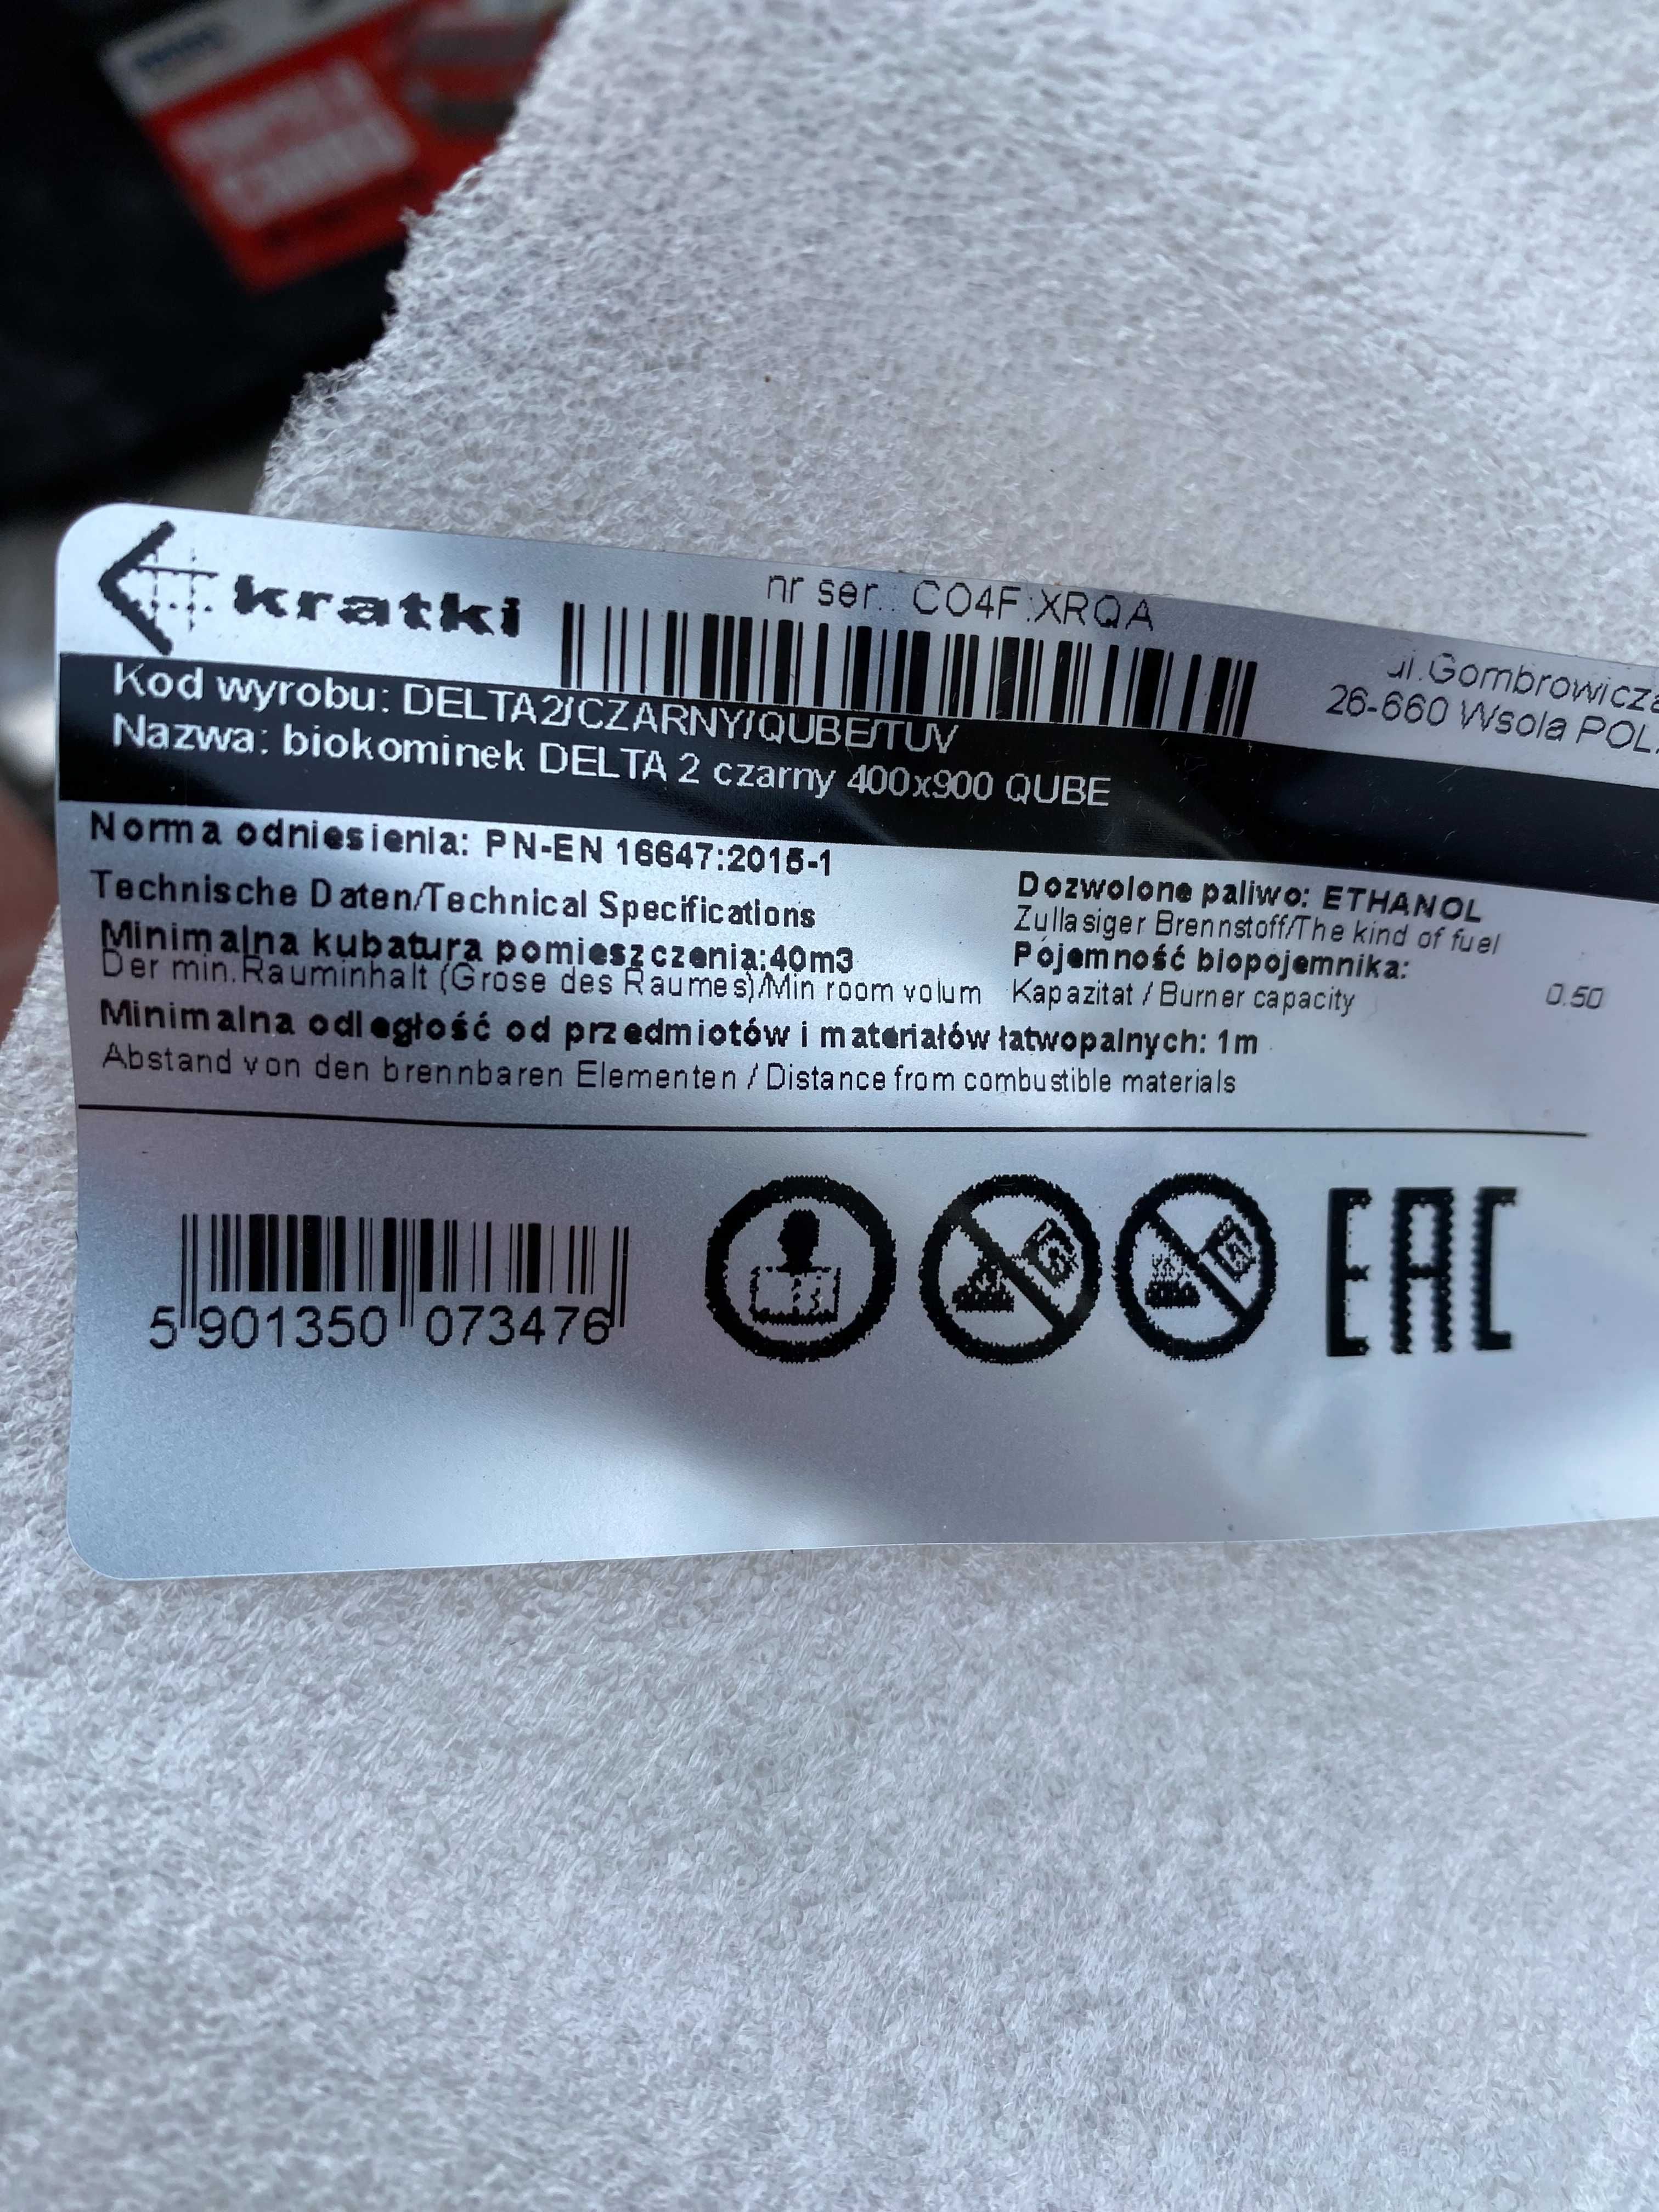 kratki
nr ser.: CO4F.XRQA
ul.Gombrowicza
26-660 Wsola POL
Kod wyrobu: DELTA2/CZARNY/QUBE/TUV
Nazwa: biokominek DELTA 2 czarny 400x900 QUBE
Norma odniesienia: PN-EN 16647:2015-1
Technische Daten/Technical Specifications
Minimalna kubatura pomieszczenia:40m3
Der min.Rauminhalt (Grose des Raumes)/Min room volum
Minimalna odległość od przedmiotów i materiałów łatwopalnych: 1m
Abstand von den brennbaren Elementen / Distance from combustible materials
Dozwolone paliwo: ETHANOL
Zullasiger Brennstoff/The kind of fuel
Pojemność biopojemnika:
Kapazitat / Burner capacity 0.50
5 901350 073476
EAC